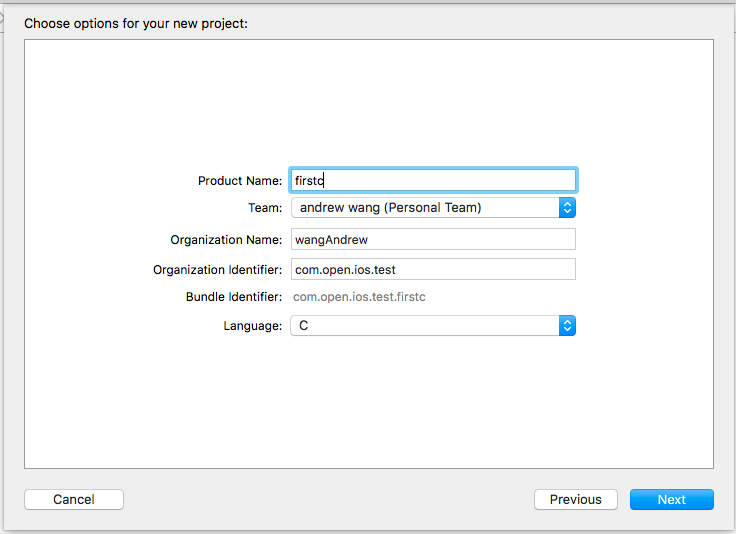 Choose options for your new project:
Product Name: firstc
Team: andrew wang (Personal Team)
Organization Name: wangAndrew
Organization Identifier: com.open.ios.test
Bundle Identifier: com.open.ios.test.firstc
Language: C
Cancel Previous Next